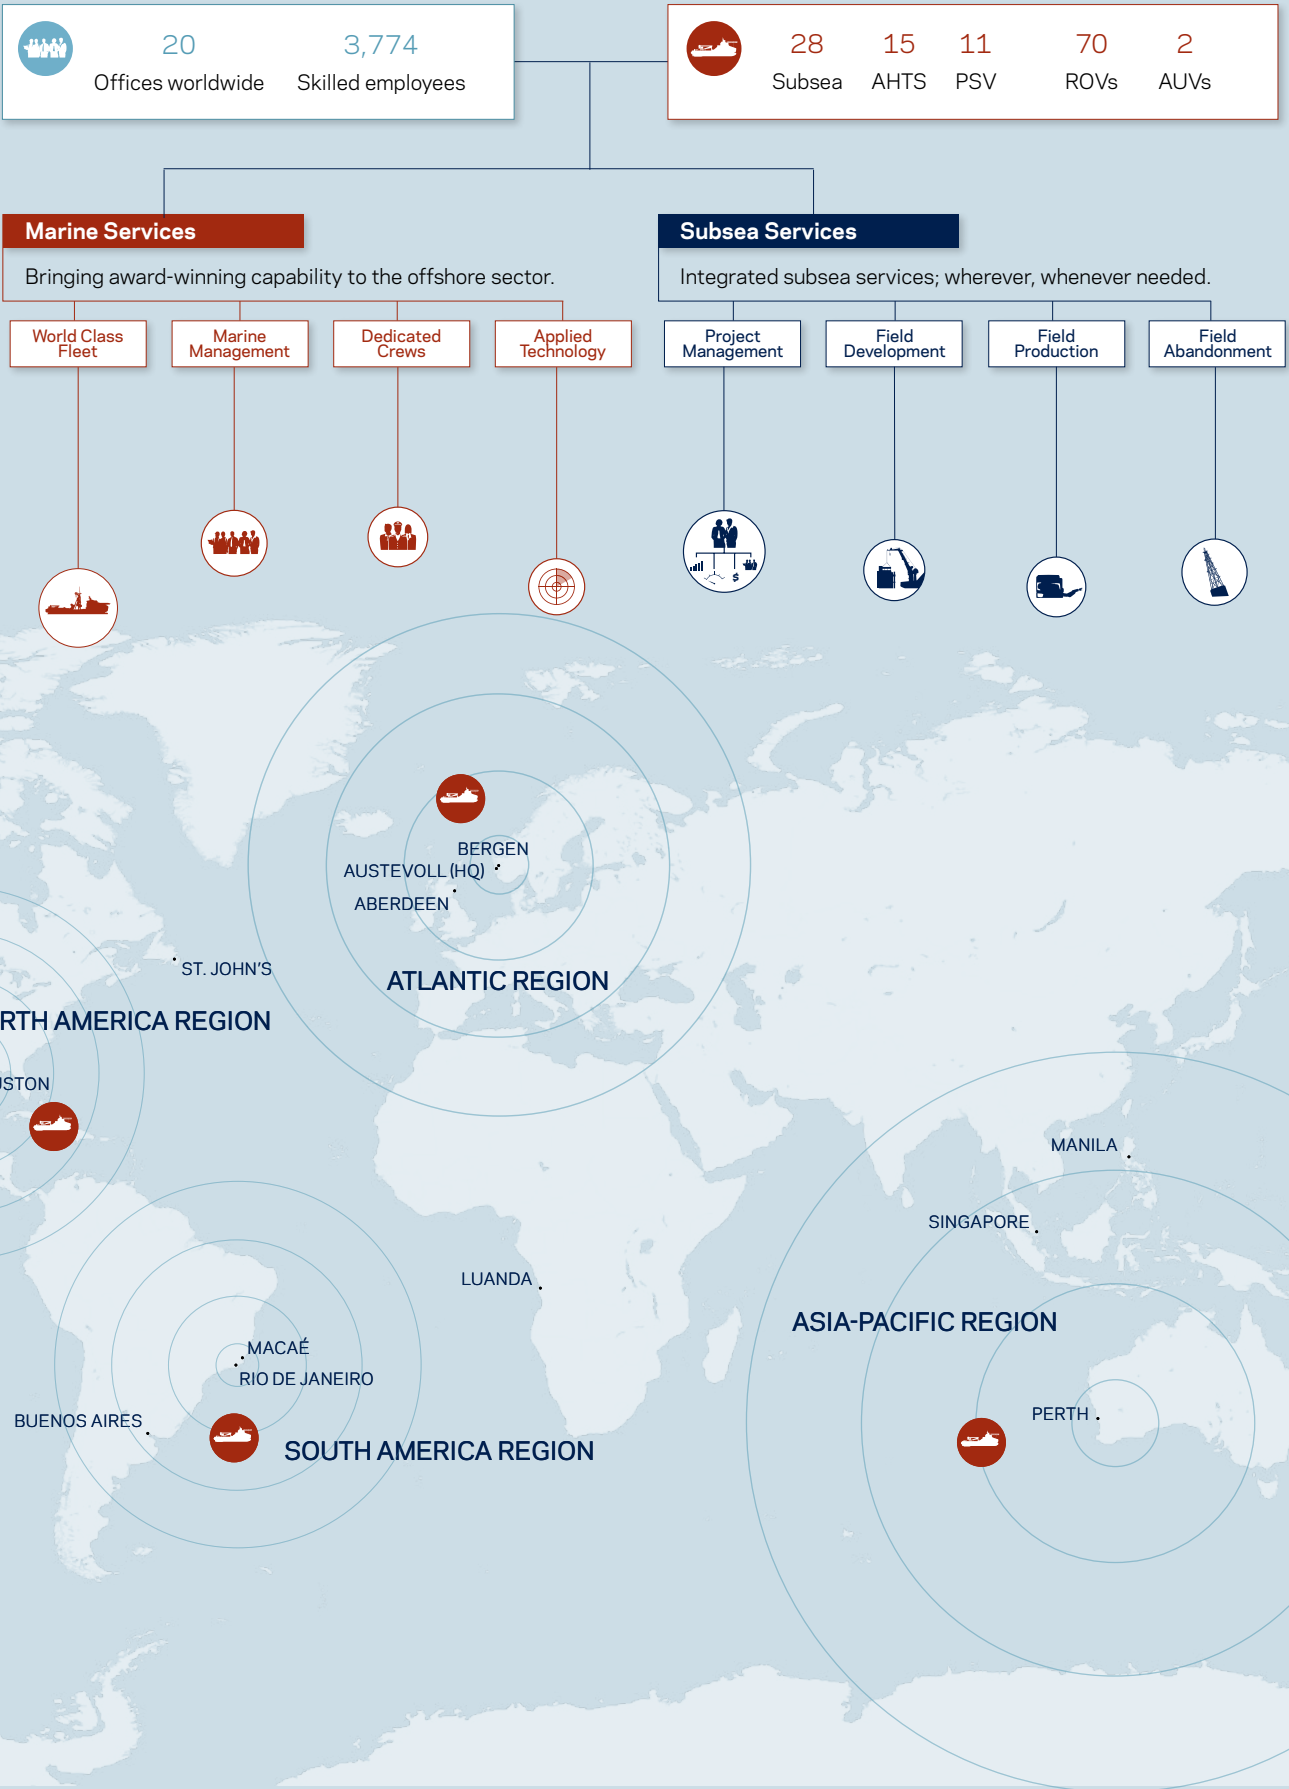 20
Offices worldwide
3,774
Skilled employees
28
Subsea
15
AHTS
11
PSV
70
ROVs
2
AUVs
Marine Services
Bringing award-winning capability to the offshore sector.
World Class
Fleet
Marine
Management
Dedicated
Crews
Applied
Technology
Subsea Services
Integrated subsea services; wherever, whenever needed.
Project
Management
Field
Development
Field
Production
Field
Abandonment
$
BERGEN
AUSTEVOLL (HQ)
ABERDEEN
ST. JOHN'S
ATLANTIC REGION
RTH AMERICA REGION
USTON
MANILA
SINGAPORE
LUANDA
ASIA-PACIFIC REGION
MACAÉ
RIO DE JANEIRO
PERTH
BUENOS AIRES
SOUTH AMERICA REGION